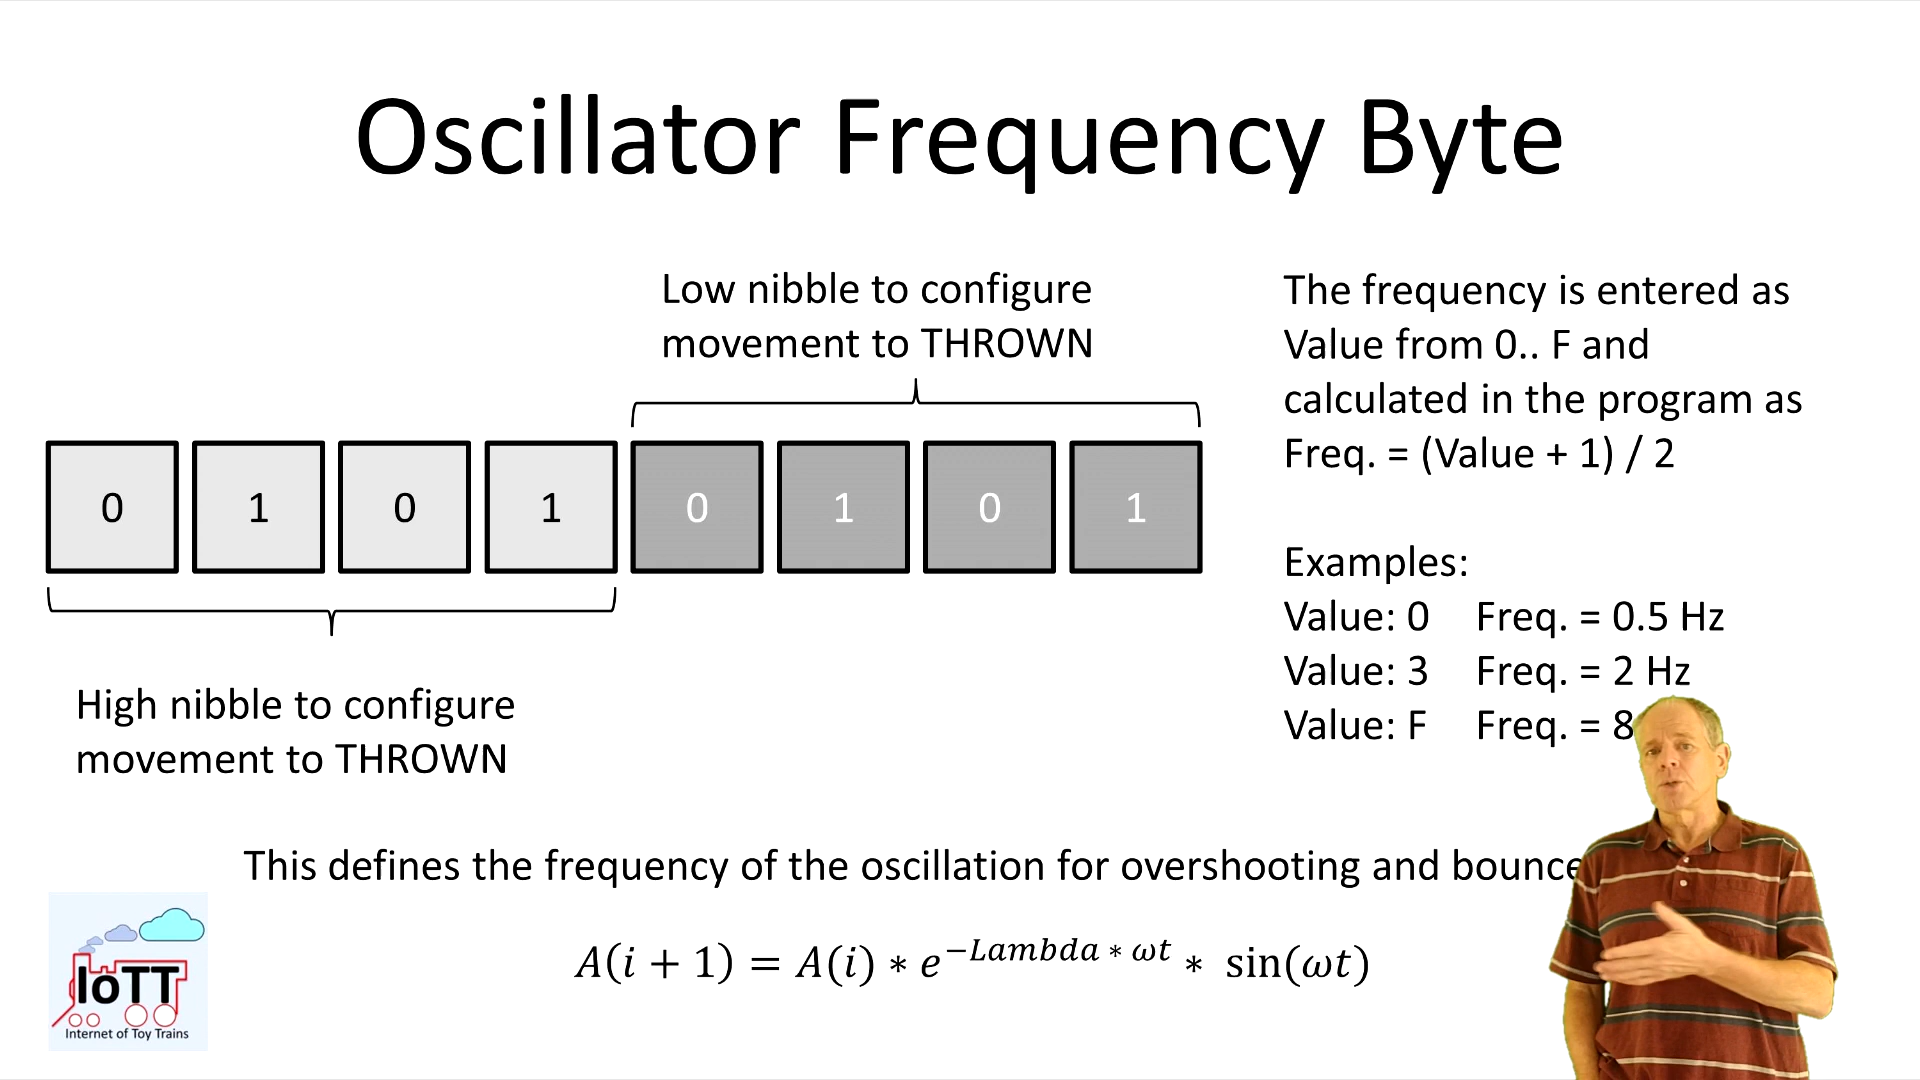 Oscillator Frequency Byte
Low nibble to configure
movement to THROWN
0 1 0 1 0 1 0 1
High nibble to configure
movement to THROWN
The frequency is entered as
Value from 0.. F and
calculated in the program as
Freq. = (Value + 1) / 2
Examples:
Value: 0 Freq. = 0.5 Hz
Value: 3 Freq. = 2 Hz
Value: F Freq. = 8
This defines the frequency of the oscillation for overshooting and bounce
A(i + 1) = A(i) ∗ e^{−Lambda ∗ ωt} ∗ sin(ωt)
IoTT
Internet of Toy Trains